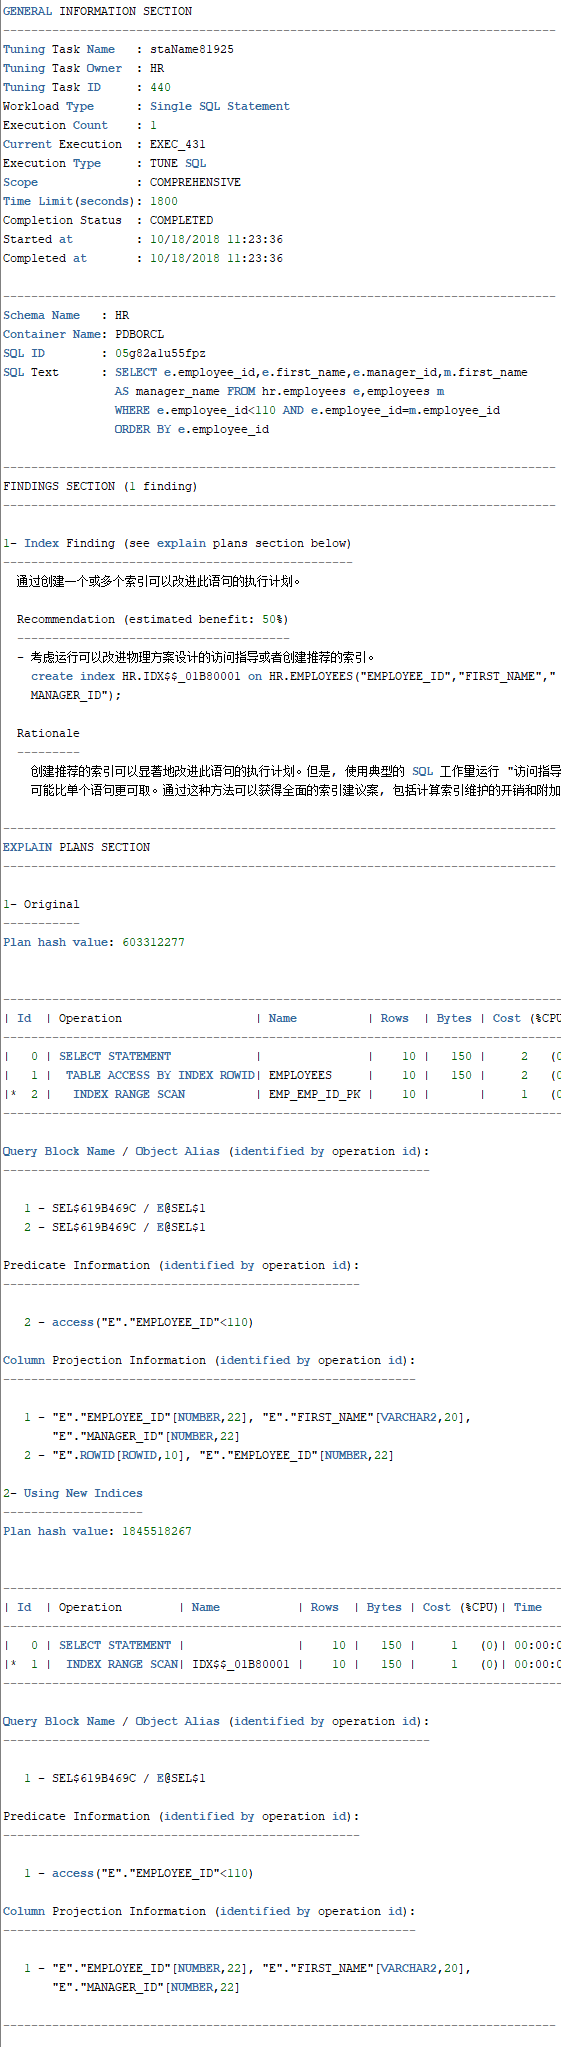 GENERAL INFORMATION SECTION
-------------------------------------------------------------------------------
Tuning Task Name   : staName81925
Tuning Task Owner  : HR
Tuning Task ID     : 440
Workload Type      : Single SQL Statement
Execution Count    : 1
Current Execution  : EXEC_431
Execution Type     : TUNE SQL
Scope              : COMPREHENSIVE
Time Limit(seconds): 1800
Completion Status  : COMPLETED
Started at         : 10/18/2018 11:23:36
Completed at       : 10/18/2018 11:23:36
-------------------------------------------------------------------------------
Schema Name   : HR
Container Name: PDBORCL
SQL ID        : 05g82a1u55fpz
SQL Text      : SELECT e.employee_id,e.first_name,e.manager_id,m.first_name
                AS manager_name FROM hr.employees e,employees m
                WHERE e.employee_id<110 AND e.employee_id=m.employee_id
                ORDER BY e.employee_id
-------------------------------------------------------------------------------
FINDINGS SECTION (1 finding)
-------------------------------------------------------------------------------
1- Index Finding (see explain plans section below)
--------------------------------------------------
  通过创建一个或多个索引可以改进此语句的执行计划。
  Recommendation (estimated benefit: 50%)
  ---------------------------------------
  - 考虑运行可以改进物理方案设计的访问指导或者创建推荐的索引。
    create index HR.IDX$$_01B80001 on HR.EMPLOYEES("EMPLOYEE_ID","FIRST_NAME","
    MANAGER_ID");
  Rationale
  ---------
    创建推荐的索引可以显著地改进此语句的执行计划。但是, 使用典型的 SQL 工作量运行 "访问指导
    可能比单个语句更可取。通过这种方法可以获得全面的索引建议案, 包括计算索引维护的开销和附加
-------------------------------------------------------------------------------
EXPLAIN PLANS SECTION
-------------------------------------------------------------------------------
1- Original
-----------
Plan hash value: 603312277
--------------------------------------------------------------------------------
| Id  | Operation                   | Name          | Rows  | Bytes | Cost (%CPU
--------------------------------------------------------------------------------
|   0 | SELECT STATEMENT            |               |    10 |   150 |     2   (0
|   1 |  TABLE ACCESS BY INDEX ROWID| EMPLOYEES     |    10 |   150 |     2   (0
|*  2 |   INDEX RANGE SCAN          | EMP_EMP_ID_PK |    10 |       |     1   (0
--------------------------------------------------------------------------------
Query Block Name / Object Alias (identified by operation id):
-------------------------------------------------------------
   1 - SEL$619B469C / E@SEL$1
   2 - SEL$619B469C / E@SEL$1
Predicate Information (identified by operation id):
---------------------------------------------------
   2 - access("E"."EMPLOYEE_ID"<110)
Column Projection Information (identified by operation id):
-----------------------------------------------------------
   1 - "E"."EMPLOYEE_ID"[NUMBER,22], "E"."FIRST_NAME"[VARCHAR2,20],
       "E"."MANAGER_ID"[NUMBER,22]
   2 - "E".ROWID[ROWID,10], "E"."EMPLOYEE_ID"[NUMBER,22]
2- Using New Indices
--------------------
Plan hash value: 1845518267
--------------------------------------------------------------------------------
| Id  | Operation        | Name           | Rows  | Bytes | Cost (%CPU)| Time
--------------------------------------------------------------------------------
|   0 | SELECT STATEMENT |                |    10 |   150 |     1   (0)| 00:00:0
|*  1 |  INDEX RANGE SCAN| IDX$$_01B80001 |    10 |   150 |     1   (0)| 00:00:0
--------------------------------------------------------------------------------
Query Block Name / Object Alias (identified by operation id):
-------------------------------------------------------------
   1 - SEL$619B469C / E@SEL$1
Predicate Information (identified by operation id):
---------------------------------------------------
   1 - access("E"."EMPLOYEE_ID"<110)
Column Projection Information (identified by operation id):
-----------------------------------------------------------
   1 - "E"."EMPLOYEE_ID"[NUMBER,22], "E"."FIRST_NAME"[VARCHAR2,20],
       "E"."MANAGER_ID"[NUMBER,22]
-------------------------------------------------------------------------------